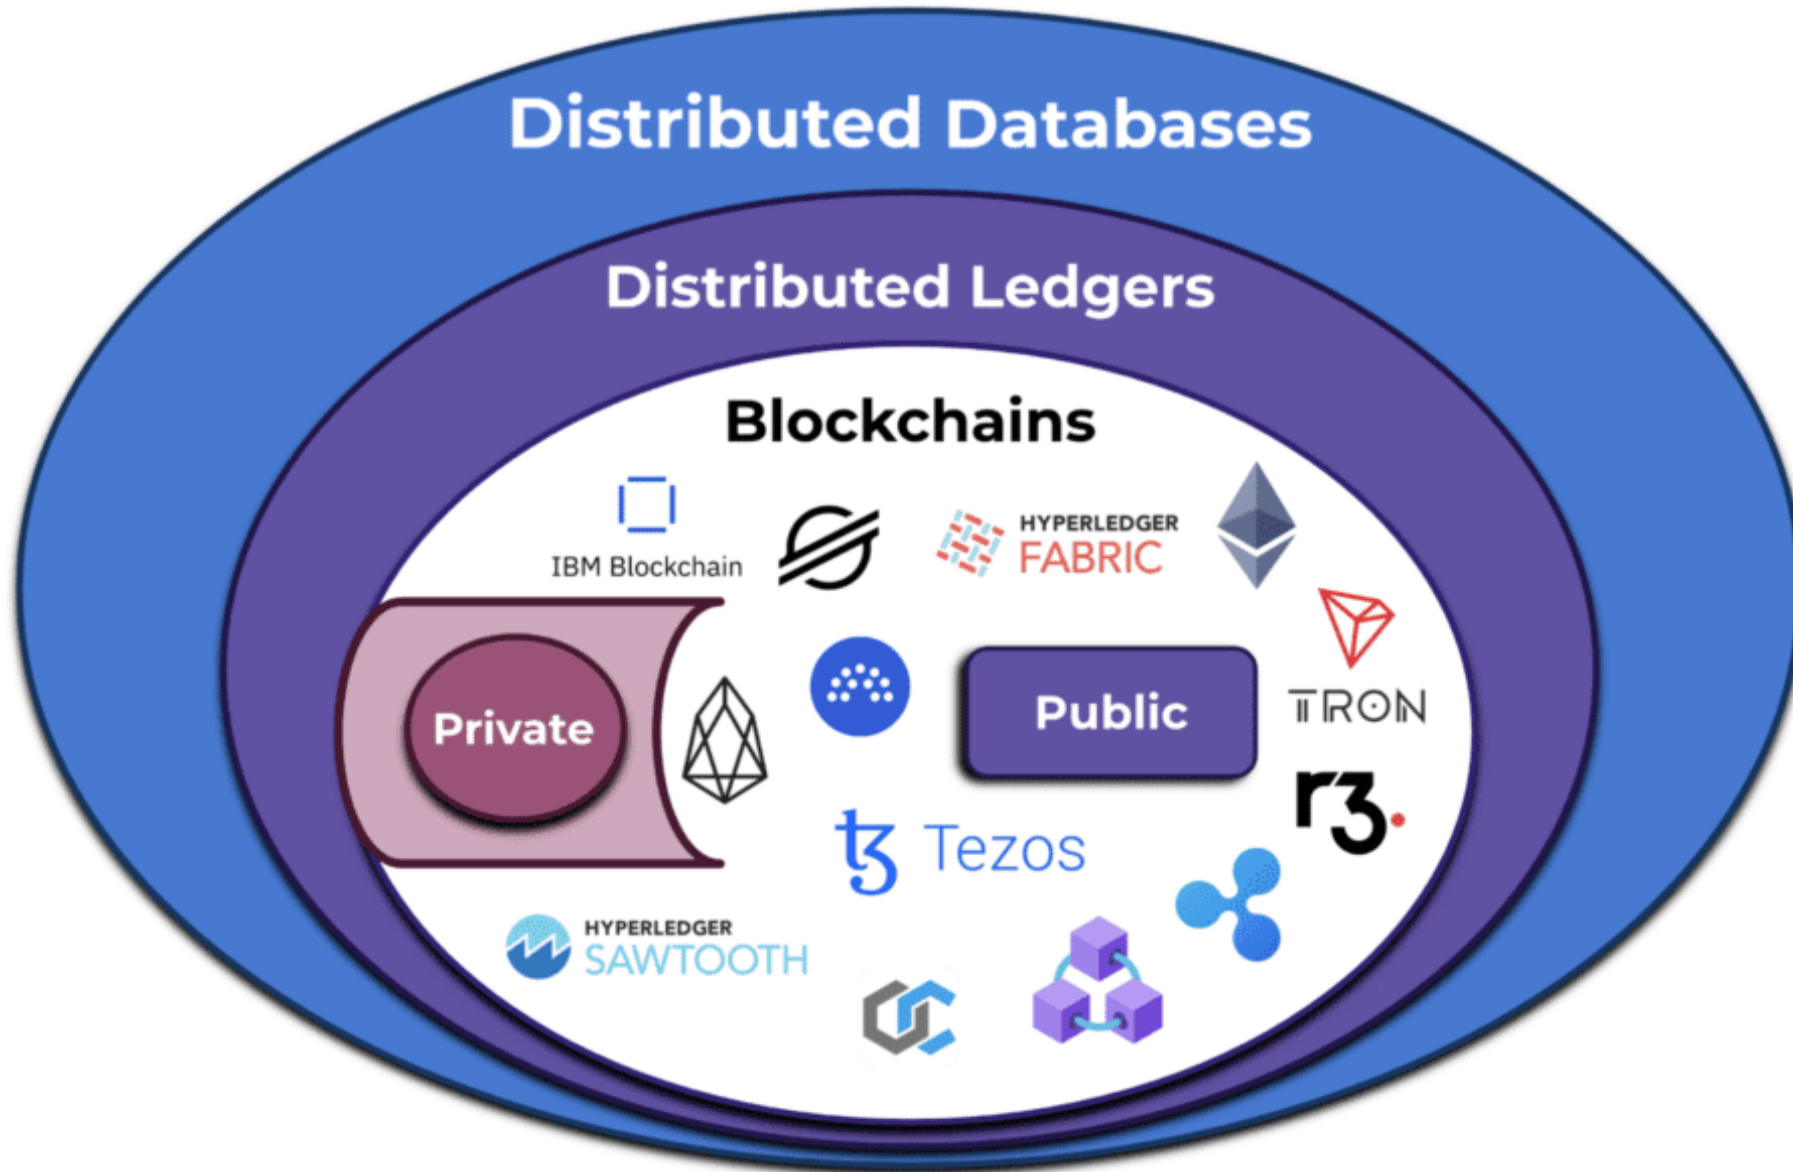 Distributed Databases
Distributed Ledgers
Blockchains
IBM Blockchain
HYPERLEDGER
FABRIC
TRON
Private
Public
r3.
Tezos
HYPERLEDGER
SAWTOOTH